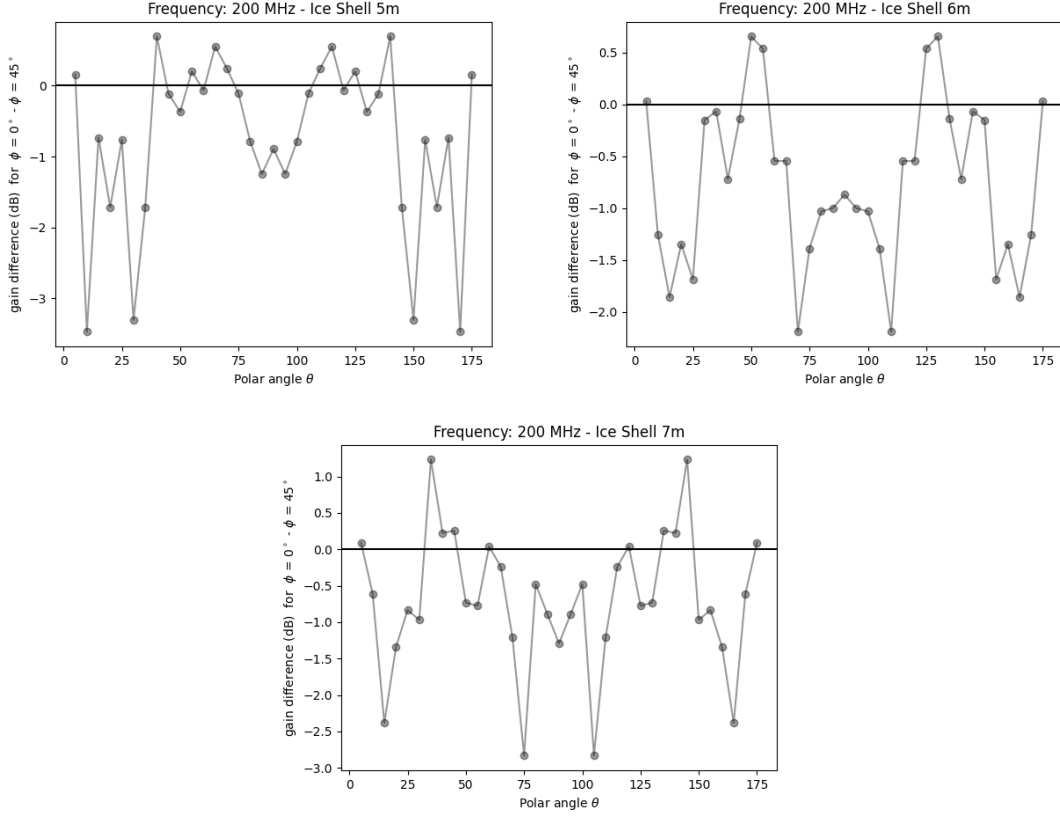 Frequency: 200 MHz - Ice Shell 5m
gain difference (dB) for ϕ = 0° - ϕ = 45°
0
−1
−2
−3
0 25 50 75 100 125 150 175
Polar angle θ
Frequency: 200 MHz - Ice Shell 6m
gain difference (dB) for ϕ = 0° - ϕ = 45°
0.5
0.0
−0.5
−1.0
−1.5
−2.0
0 25 50 75 100 125 150 175
Polar angle θ
Frequency: 200 MHz - Ice Shell 7m
gain difference (dB) for ϕ = 0° - ϕ = 45°
1.0
0.5
0.0
−0.5
−1.0
−1.5
−2.0
−2.5
−3.0
0 25 50 75 100 125 150 175
Polar angle θ